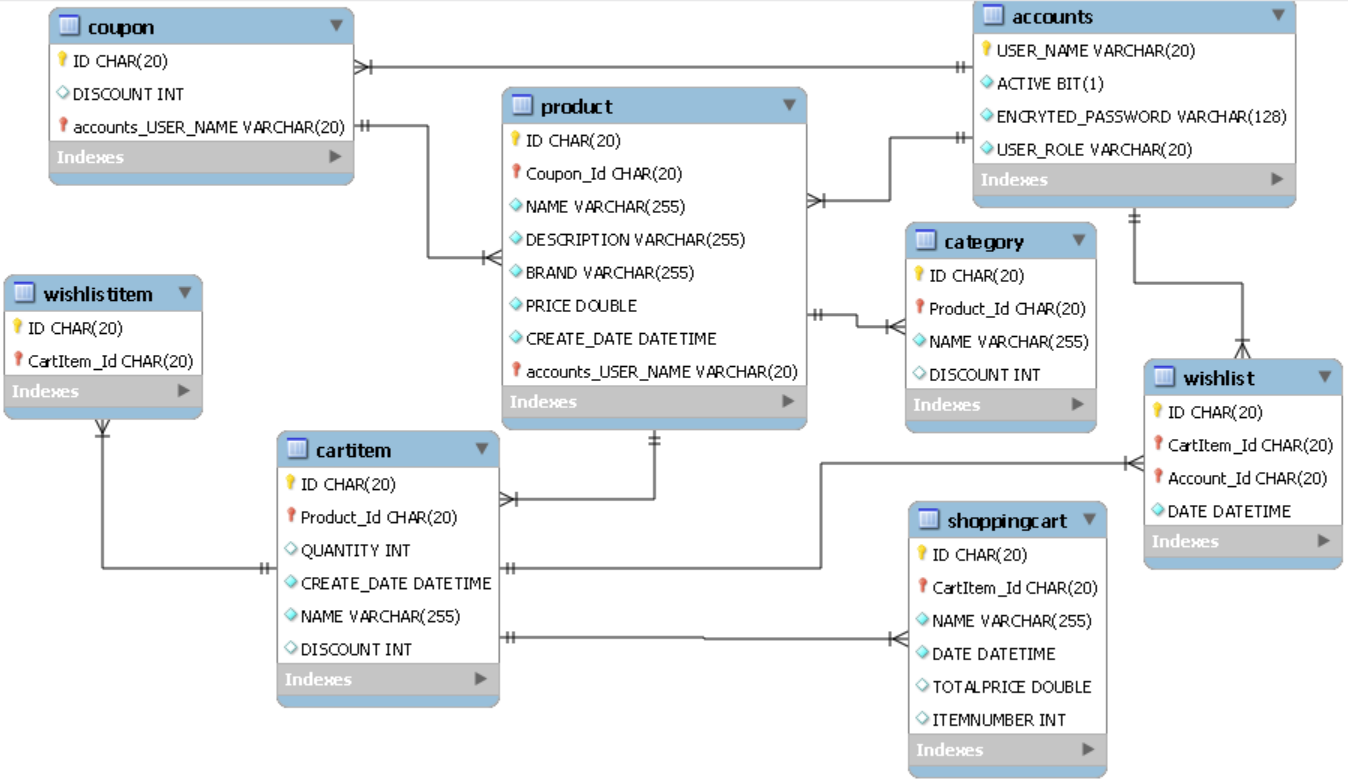 coupon
ID CHAR(20)
DISCOUNT INT
accounts_USER_NAME VARCHAR(20)
Indexes
accounts
USER_NAME VARCHAR(20)
ACTIVE BIT(1)
ENCRYTED_PASSWORD VARCHAR(128)
USER_ROLE VARCHAR(20)
Indexes
product
ID CHAR(20)
Coupon_Id CHAR(20)
NAME VARCHAR(255)
DESCRIPTION VARCHAR(255)
BRAND VARCHAR(255)
PRICE DOUBLE
CREATE_DATE DATETIME
accounts_USER_NAME VARCHAR(20)
Indexes
category
ID CHAR(20)
Product_Id CHAR(20)
NAME VARCHAR(255)
DISCOUNT INT
Indexes
wishlistitem
ID CHAR(20)
CartItem_Id CHAR(20)
Indexes
wishlist
ID CHAR(20)
CartItem_Id CHAR(20)
Account_Id CHAR(20)
DATE DATETIME
Indexes
cartitem
ID CHAR(20)
Product_Id CHAR(20)
QUANTITY INT
CREATE_DATE DATETIME
NAME VARCHAR(255)
DISCOUNT INT
Indexes
shoppingcart
ID CHAR(20)
CartItem_Id CHAR(20)
NAME VARCHAR(255)
DATE DATETIME
TOTALPRICE DOUBLE
ITEMNUMBER INT
Indexes